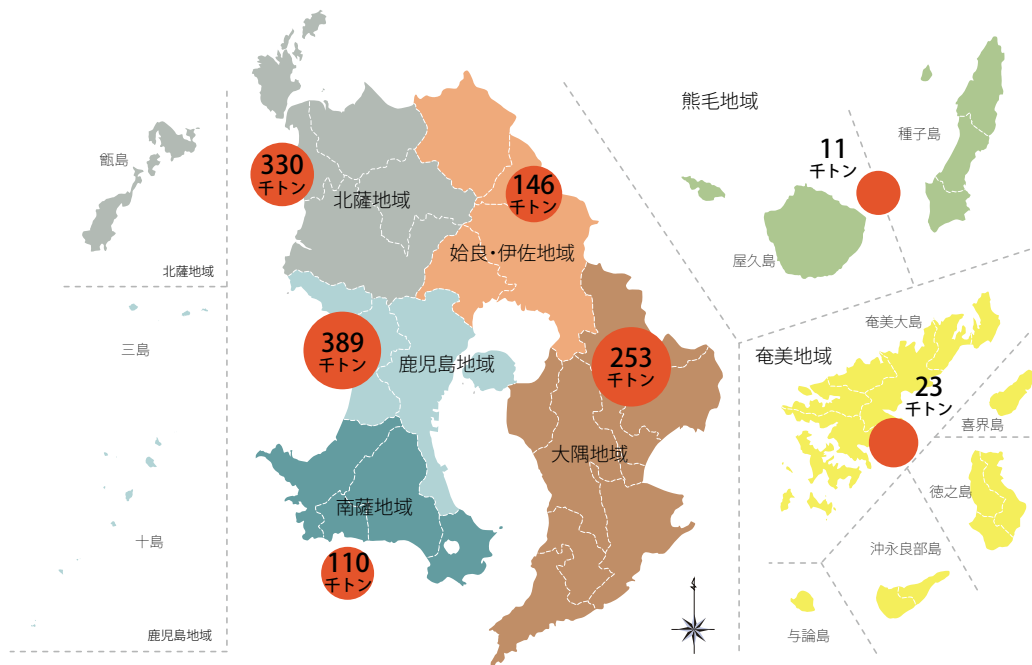 熊毛地域
11
千トン
種子島
屋久島
甑島
北薩地域
330
千トン
北薩地域
146
千トン
姶良・伊佐地域
三島
十島
鹿児島地域
389
千トン
鹿児島地域
253
千トン
大隅地域
南薩地域
110
千トン
奄美地域
奄美大島
23
千トン
喜界島
徳之島
沖永良部島
与論島